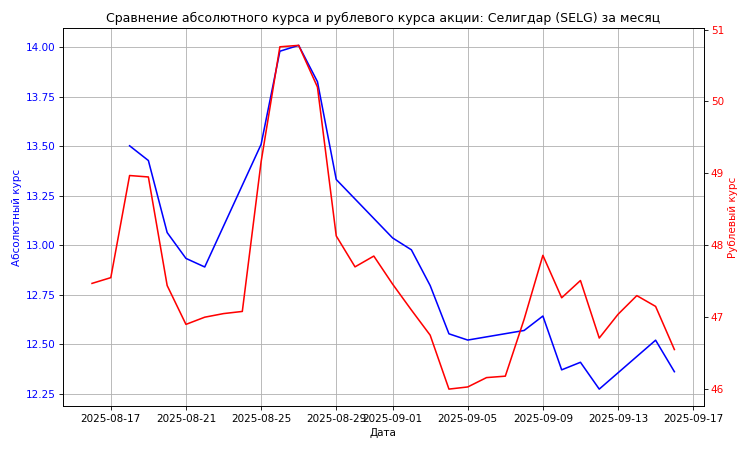 Сравнение абсолютного курса и рублевого курса акции: Селигдар (SELG) за месяц
14.00
13.75
13.50
13.25
13.00
12.75
12.50
12.25
Абсолютный курс
51
50
49
48
47
46
Рублевый курс
2025-08-17 2025-08-21 2025-08-25 2025-08-29 2025-09-01 2025-09-05 2025-09-09 2025-09-13 2025-09-17
Дата